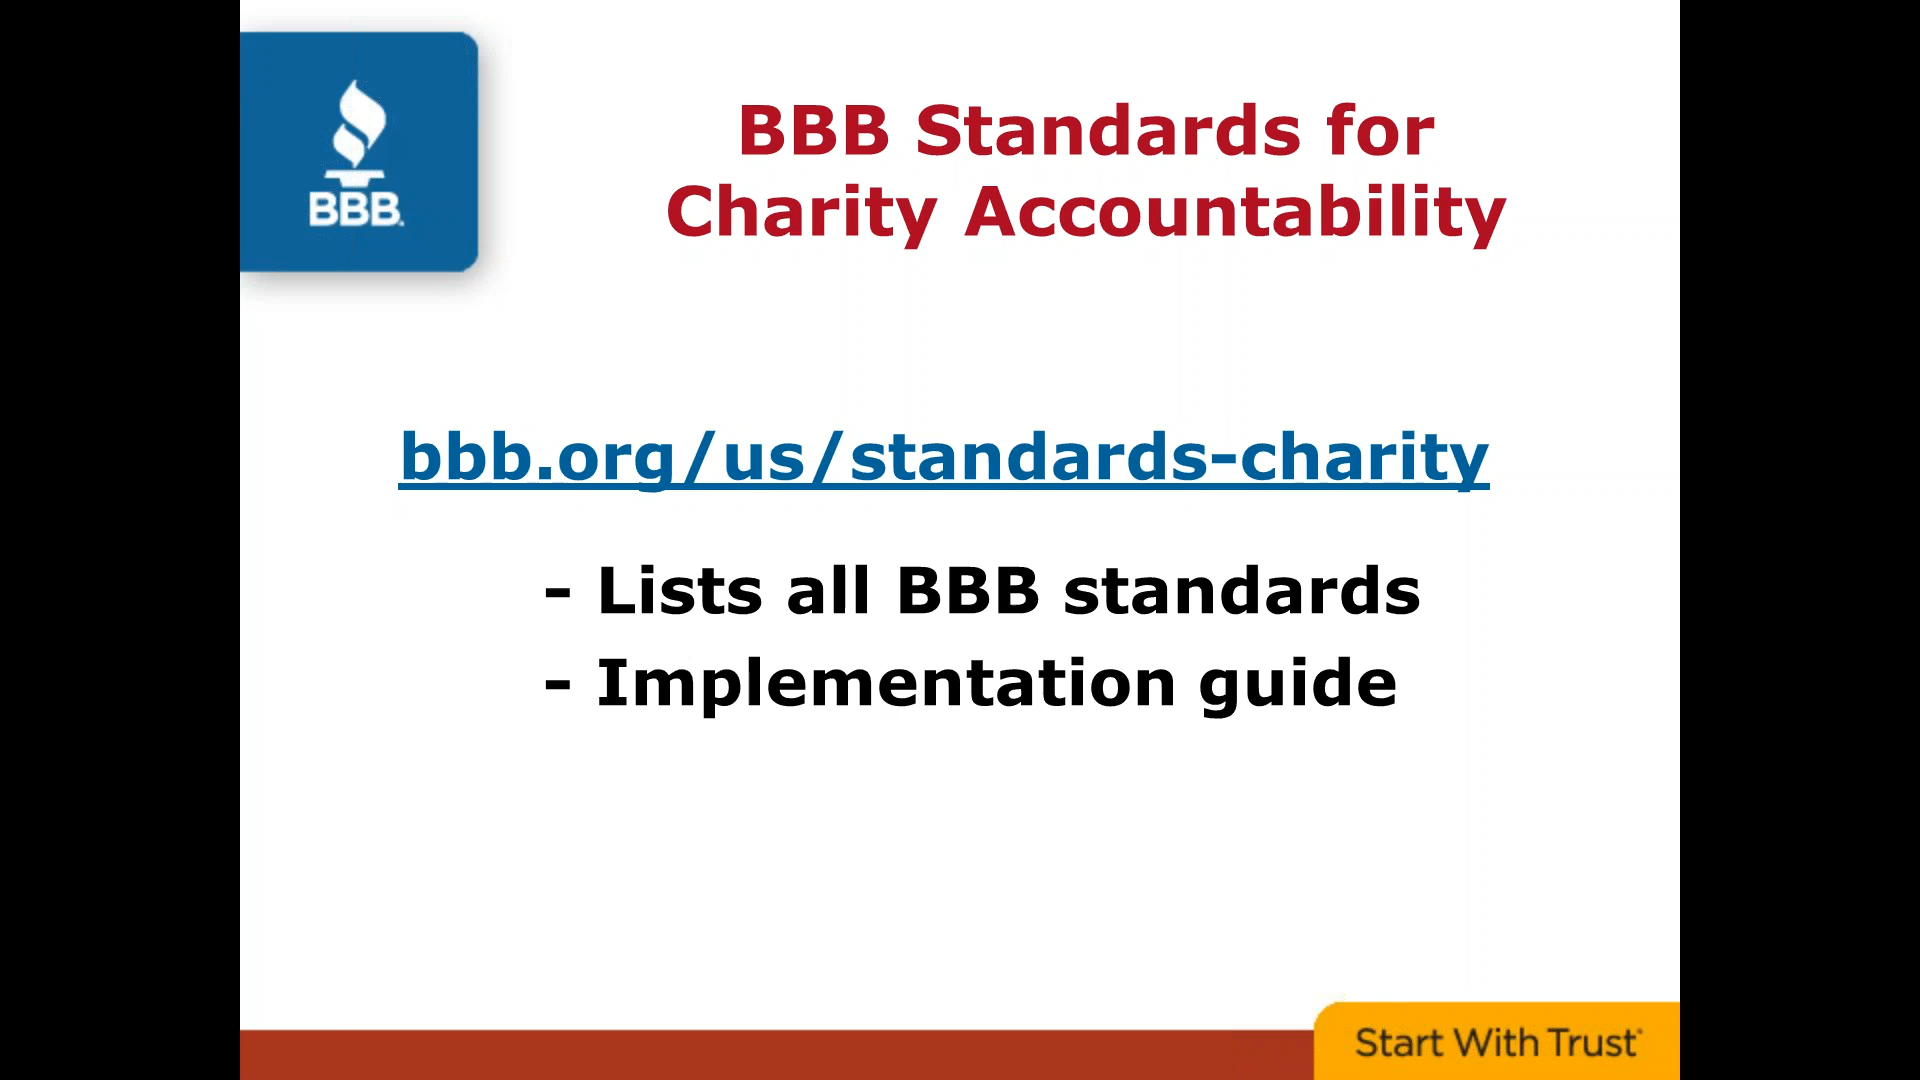 BBB.
BBB Standards for
Charity Accountability
bbb.org/us/standards-charity
- Lists all BBB standards
- Implementation guide
Start With Trust®